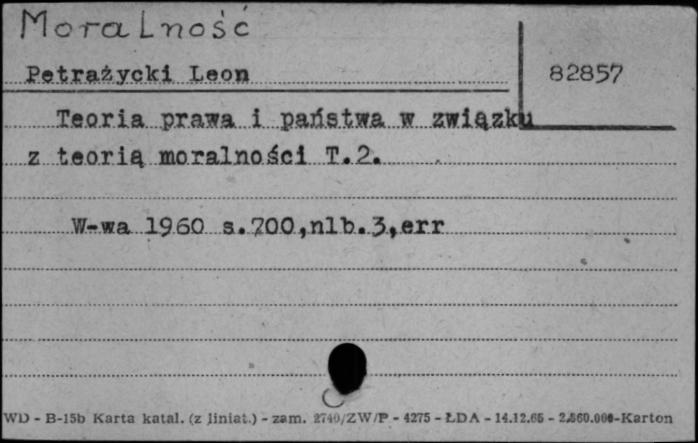 Moralność
Petrażycki Leon
82857
Teoria prawa i państwa w związku
z teorią moralności T.2.
W-wa 1960 s.700,nlb.3,err
WD - B-15b Karta katal. (z liniat.) - zam. 2740/ZW/P - 4275 - ŁDA - 14.12.65 - 2.860.000-Karton